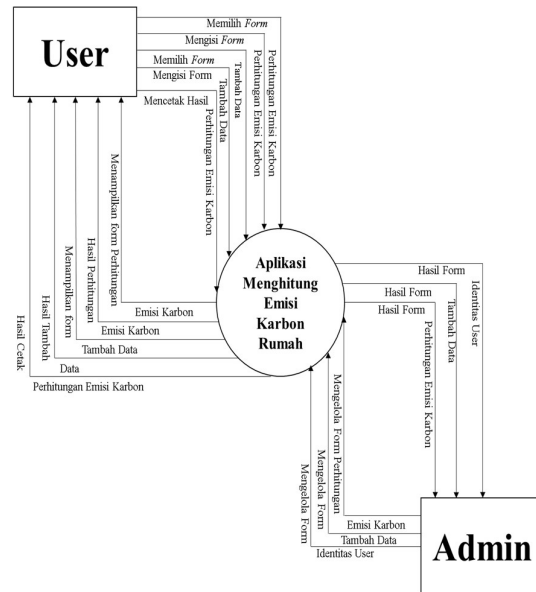 User
Memilih Form
Mengisi Form
Memilih Form
Mengisi Form
Mencetak Hasil
Perhitungan Emisi Karbon
Perhitungan Emisi Karbon
Tambah Data
Tambah Data
Perhitungan Emisi Karbon
Menampilkan form Perhitungan
Emisi Karbon
Hasil Perhitungan
Emisi Karbon
Menampilkan form
Tambah Data
Hasil Tambah
Data
Hasil Cetak
Perhitungan Emisi Karbon
Aplikasi
Menghitung
Emisi
Karbon
Rumah
Hasil Form
Identitas User
Hasil Form
Tambah Data
Hasil Form
Perhitungan Emisi Karbon
Mengelola Form Perhitungan
Emisi Karbon
Mengelola Form
Tambah Data
Mengelola Form
Identitas User
Admin